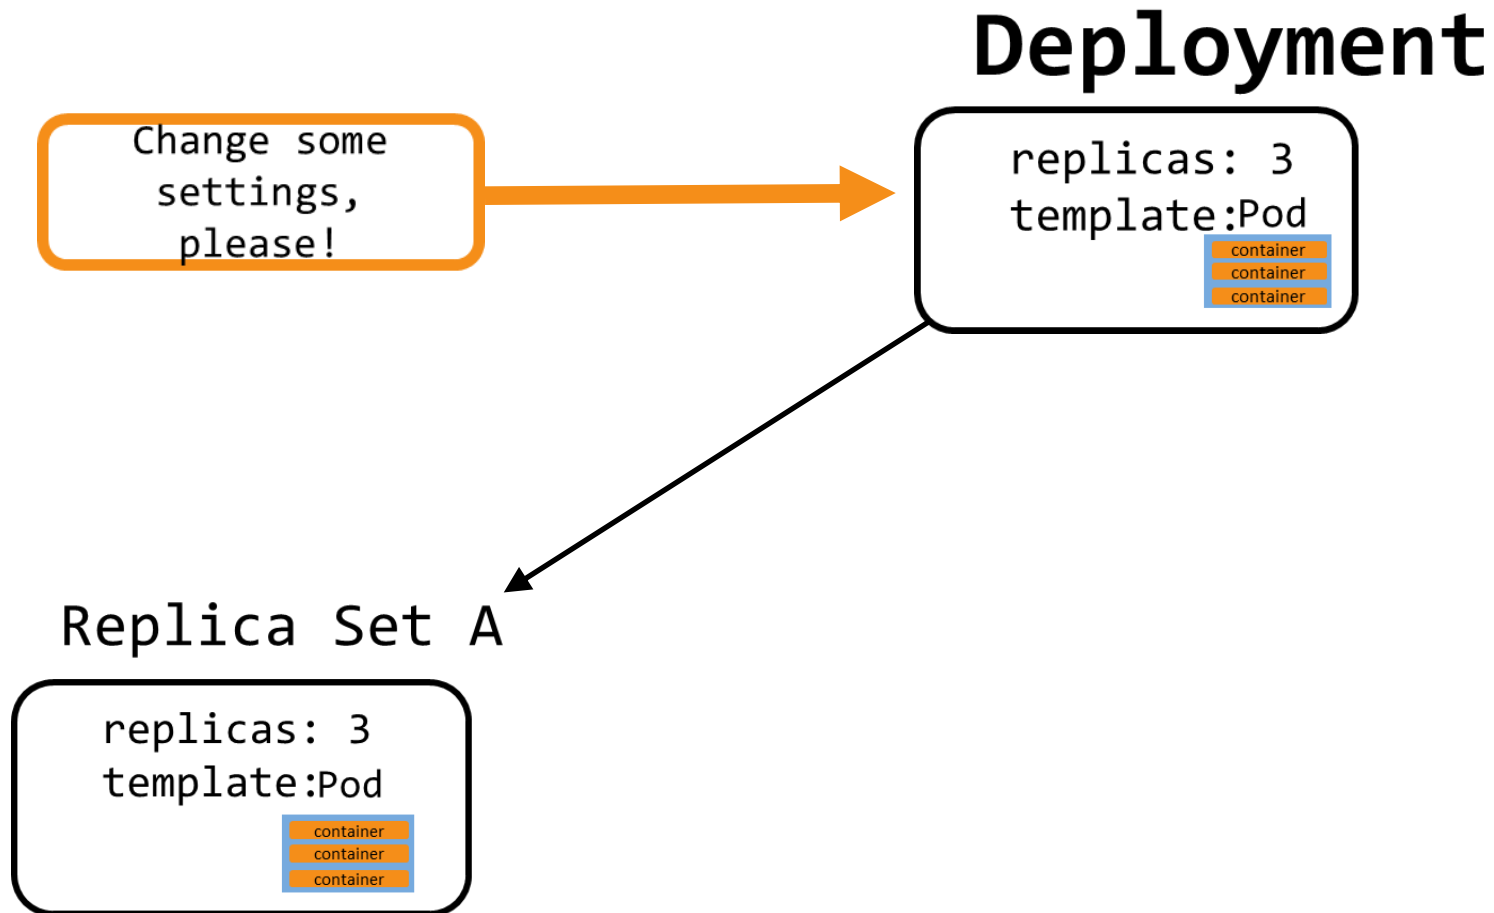 Deployment
Change some
settings,
please!
replicas: 3
template:Pod
container
container
container
Replica Set A
replicas: 3
template:Pod
container
container
container